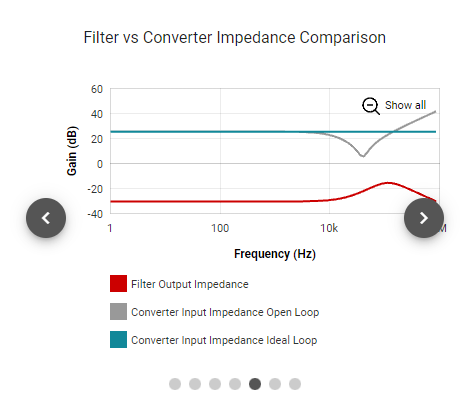 Filter vs Converter Impedance Comparison
60
Show all
40
20
0
-20
-40
Gain (dB)
1
100
10k
M
Frequency (Hz)
Filter Output Impedance
Converter Input Impedance Open Loop
Converter Input Impedance Ideal Loop